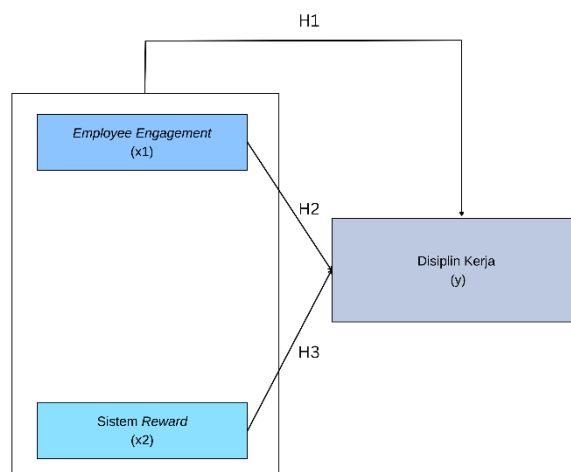 H1
Employee Engagement
(x1)
H2
Disiplin Kerja
(y)
H3
Sistem Reward
(x2)